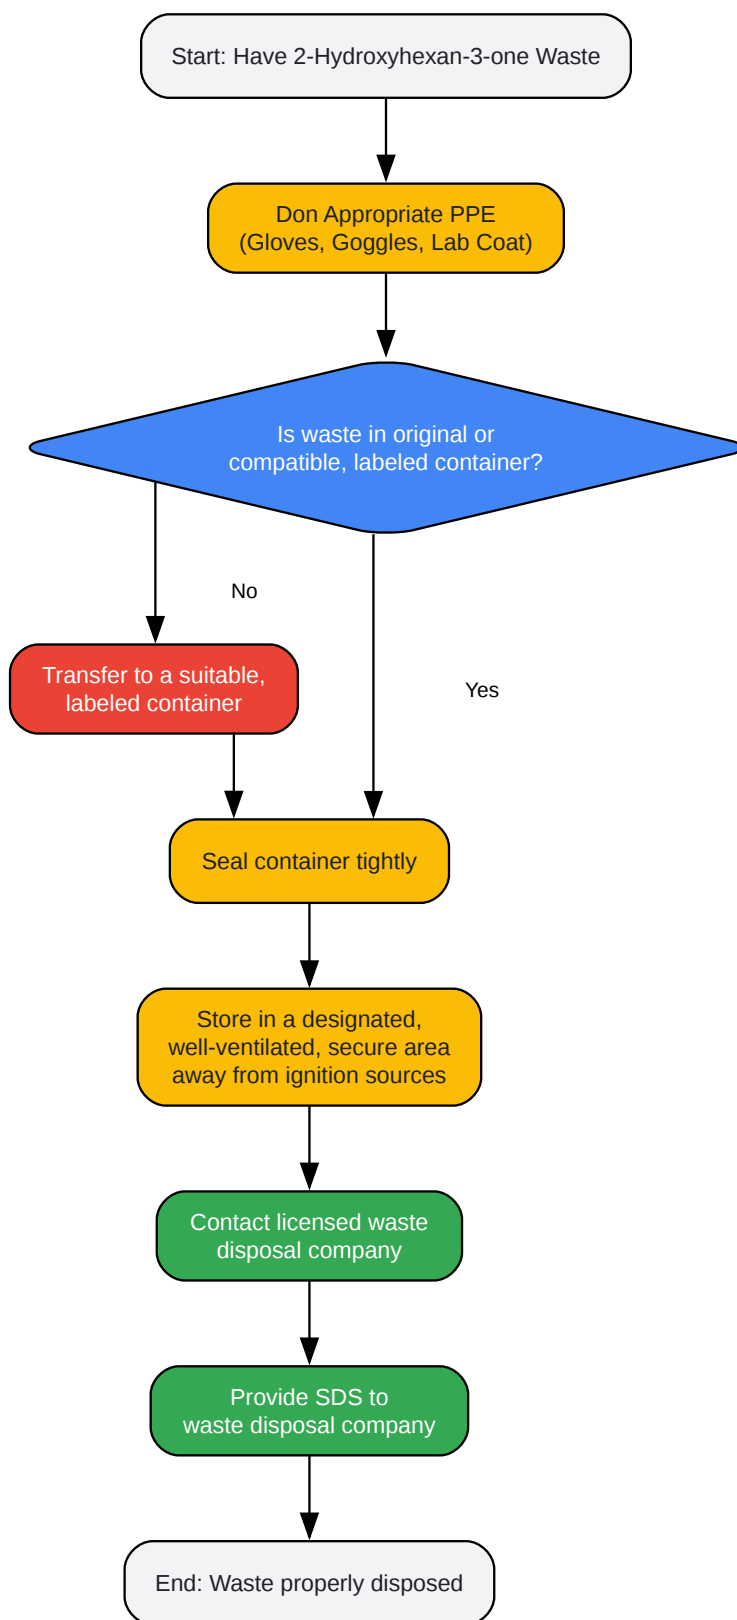 Start: Have 2-Hydroxyhexan-3-one Waste
Don Appropriate PPE
(Gloves, Goggles, Lab Coat)
Is waste in original or
compatible, labeled container?
No
Transfer to a suitable,
labeled container
Yes
Seal container tightly
Store in a designated,
well-ventilated, secure area
away from ignition sources
Contact licensed waste
disposal company
Provide SDS to
waste disposal company
End: Waste properly disposed